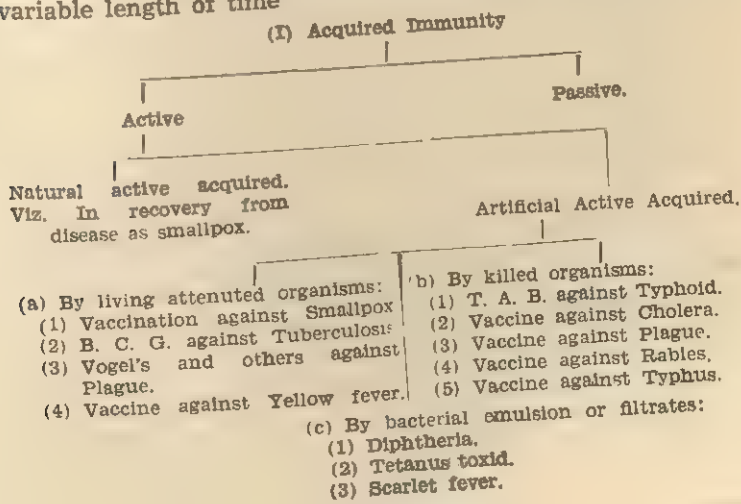 variable length of time
(I) Acquired Immunity
Active
Passive.
Natural active acquired.
Viz. In recovery from
disease as smallpox.
Artificial Active Acquired.
(a) By living attenuted organisms:
(1) Vaccination against Smallpox
(2) B. C. G. against Tuberculosis
(3) Vogel's and others against
Plague.
(4) Vaccine against Yellow fever.
'b) By killed organisms:
(1) T. A. B. against Typhoid.
(2) Vaccine against Cholera.
(3) Vaccine against Plague.
(4) Vaccine against Rables.
(5) Vaccine against Typhus.
(c) By bacterial emulsion or filtrates:
(1) Diphtheria.
(2) Tetanus toxid.
(3) Scarlet fever.